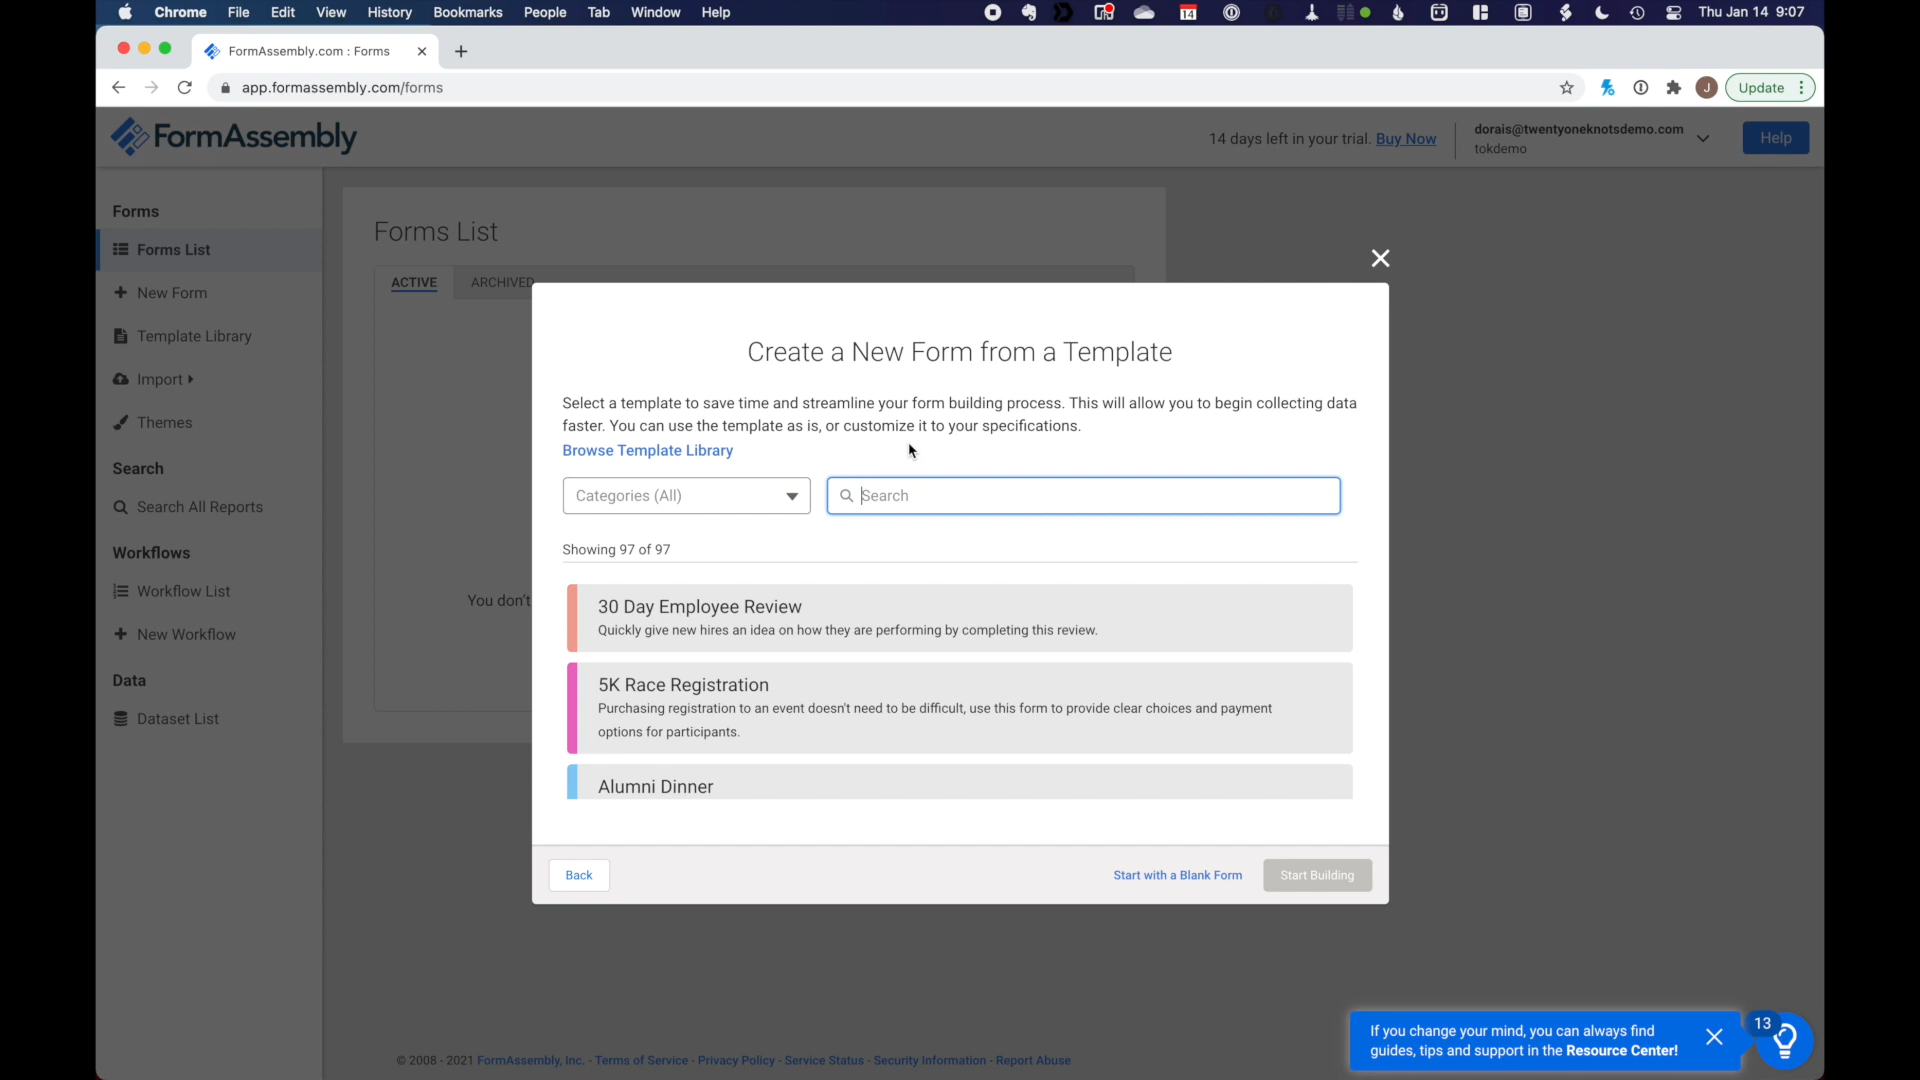 Chrome File Edit View History Bookmarks People Tab Window Help
14
Thu Jan 14 9:07
FormAssembly.com : Forms
app.formassembly.com/forms
J
Update
FormAssembly
14 days left in your trial. Buy Now
dorais@twentyoneknotsdemo.com
tokdemo
Help
Forms
Forms List
New Form
Template Library
Import
Themes
Search
Search All Reports
Workflows
Workflow List
New Workflow
Data
Dataset List
Forms List
ACTIVE
ARCHIVED
You don't
Create a New Form from a Template
Select a template to save time and streamline your form building process. This will allow you to begin collecting data
faster. You can use the template as is, or customize it to your specifications.
Browse Template Library
Categories (All)
Search
Showing 97 of 97
30 Day Employee Review
Quickly give new hires an idea on how they are performing by completing this review.
5K Race Registration
Purchasing registration to an event doesn't need to be difficult, use this form to provide clear choices and payment
options for participants.
Alumni Dinner
Back
Start with a Blank Form
Start Building
If you change your mind, you can always find
guides, tips and support in the Resource Center!
13
© 2008 - 2021 FormAssembly, Inc. - Terms of Service - Privacy Policy - Service Status - Security Information - Report Abuse